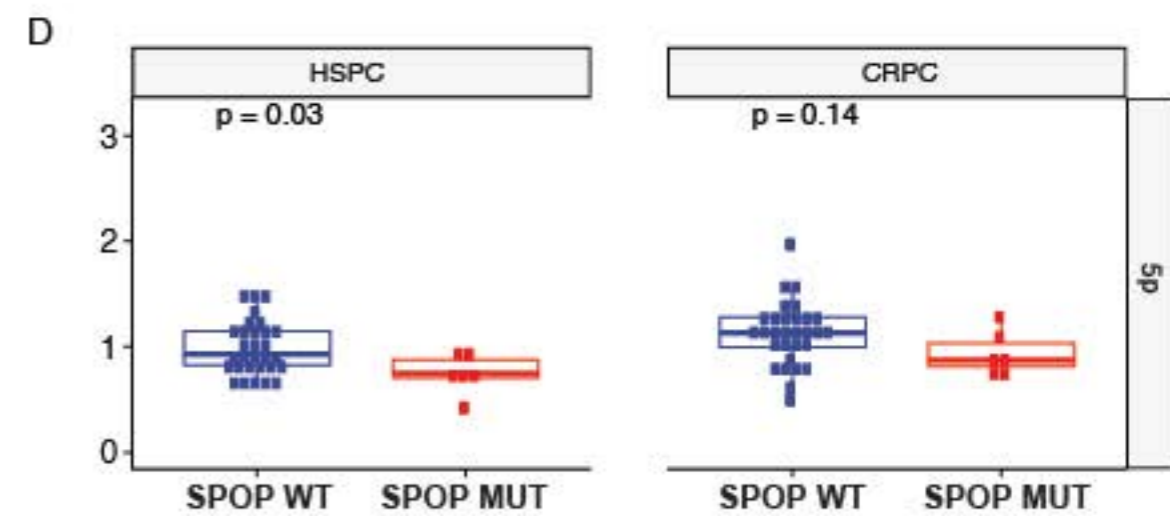 D
HSPC
CRPC
p = 0.03
p = 0.14
3
2
1
0
5p
SPOP WT SPOP MUT
SPOP WT SPOP MUT